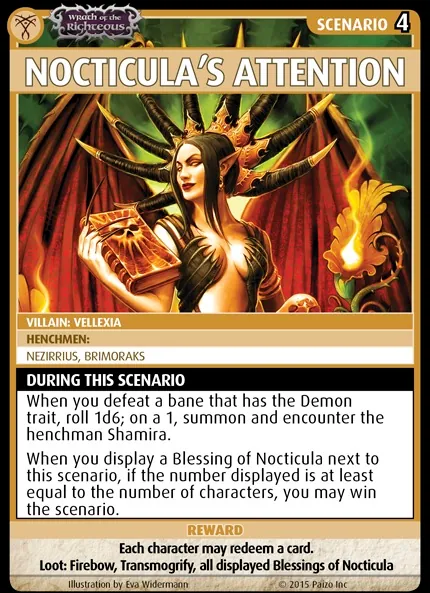 Wrath of the
Righteous
SCENARIO 4
NOCTICULA'S ATTENTION
VILLAIN: VELLEXIA
HENCHMEN:
NEZIRRIUS, BRIMORAKS
DURING THIS SCENARIO
When you defeat a bane that has the Demon
trait, roll 1d6; on a 1, summon and encounter the
henchman Shamira.
When you display a Blessing of Nocticula next to
this scenario, if the number displayed is at least
equal to the number of characters, you may win
the scenario.
REWARD
Each character may redeem a card.
Loot: Firebow, Transmogrify, all displayed Blessings of Nocticula
Illustration by Eva Widermann © 2015 Paizo Inc